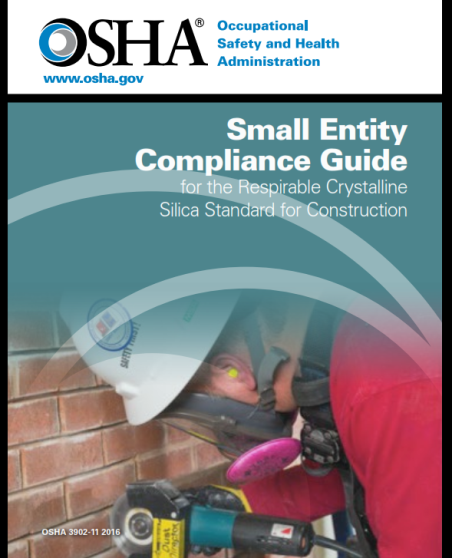 OSHA®
Occupational
Safety and Health
Administration
www.osha.gov
Small Entity
Compliance Guide
for the Respirable Crystalline
Silica Standard for Construction
OSHA 3902-11 2016